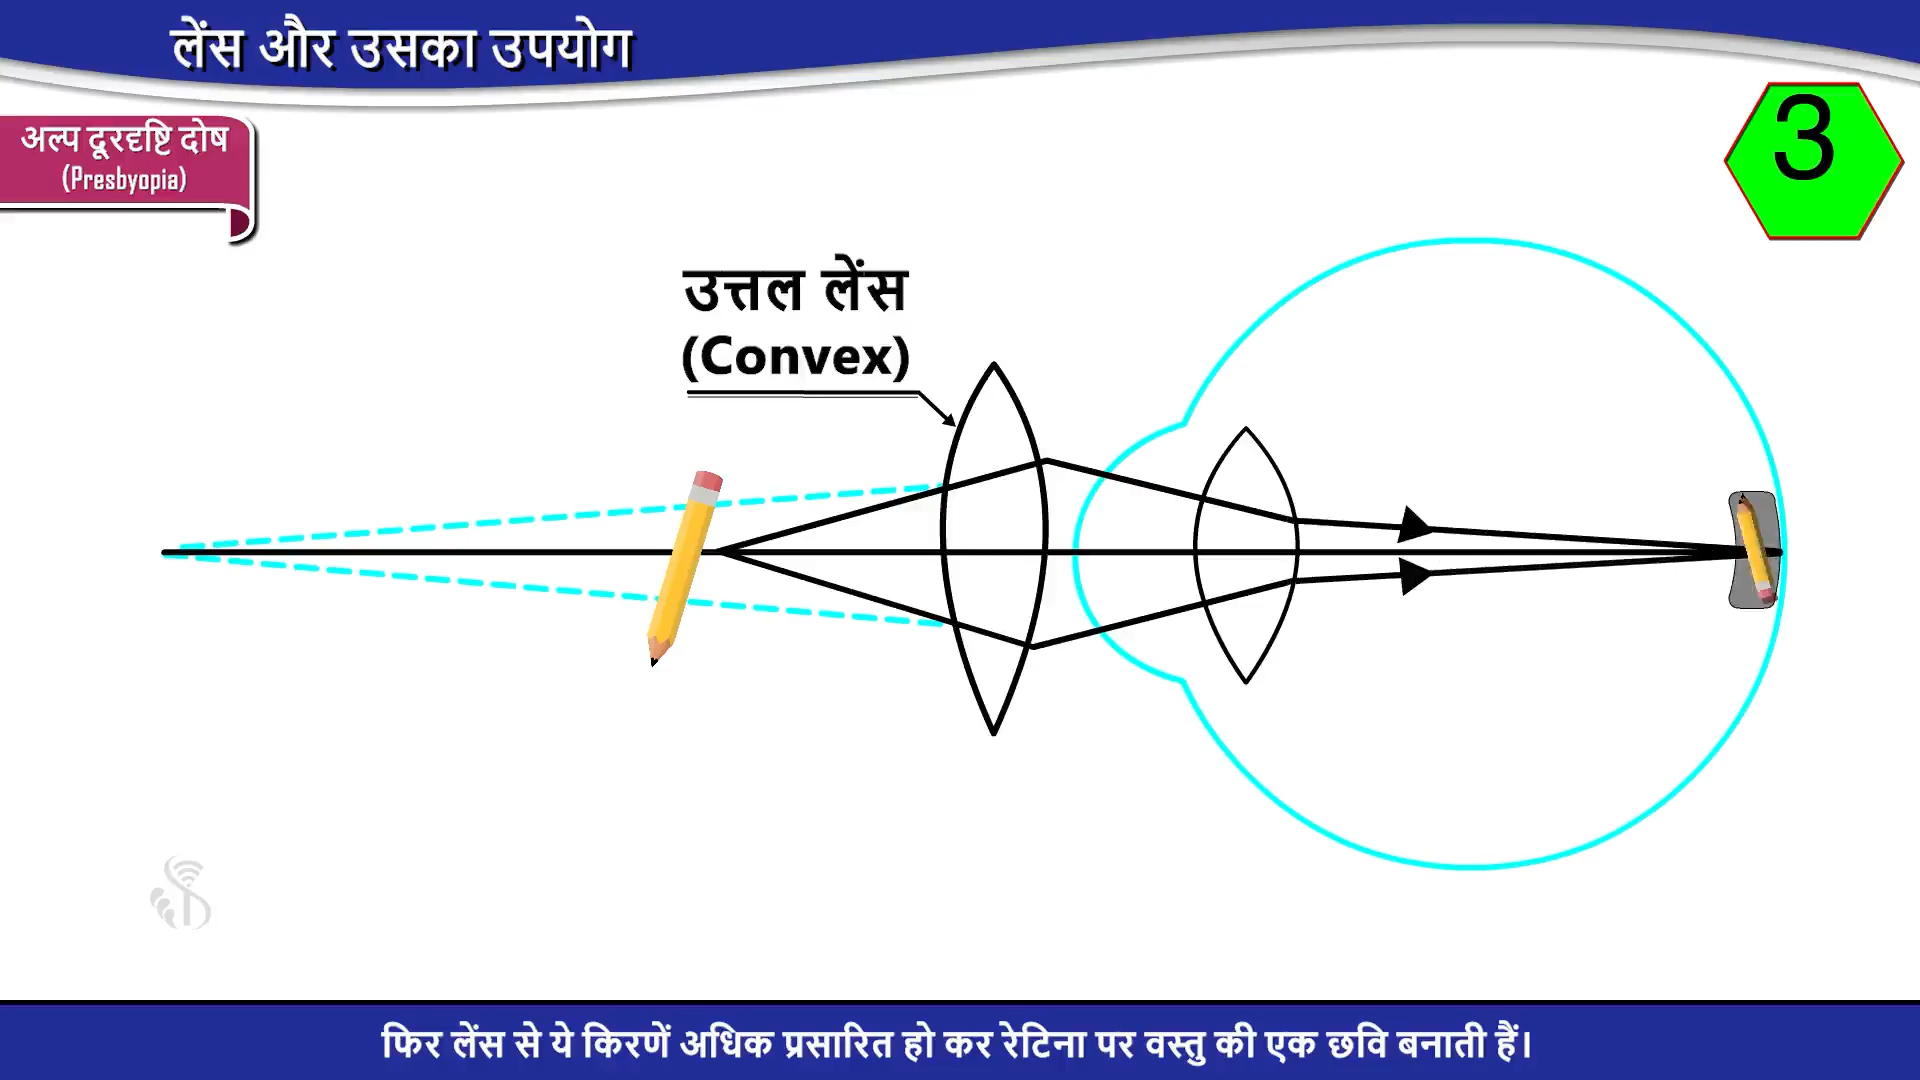 लेंस और उसका उपयोग
अल्प दूरदृष्टि दोष
(Presbyopia)
3
उत्तल लेंस
(Convex)
फिर लेंस से ये किरणें अधिक प्रसारित हो कर रेटिना पर वस्तु की एक छवि बनाती हैं।